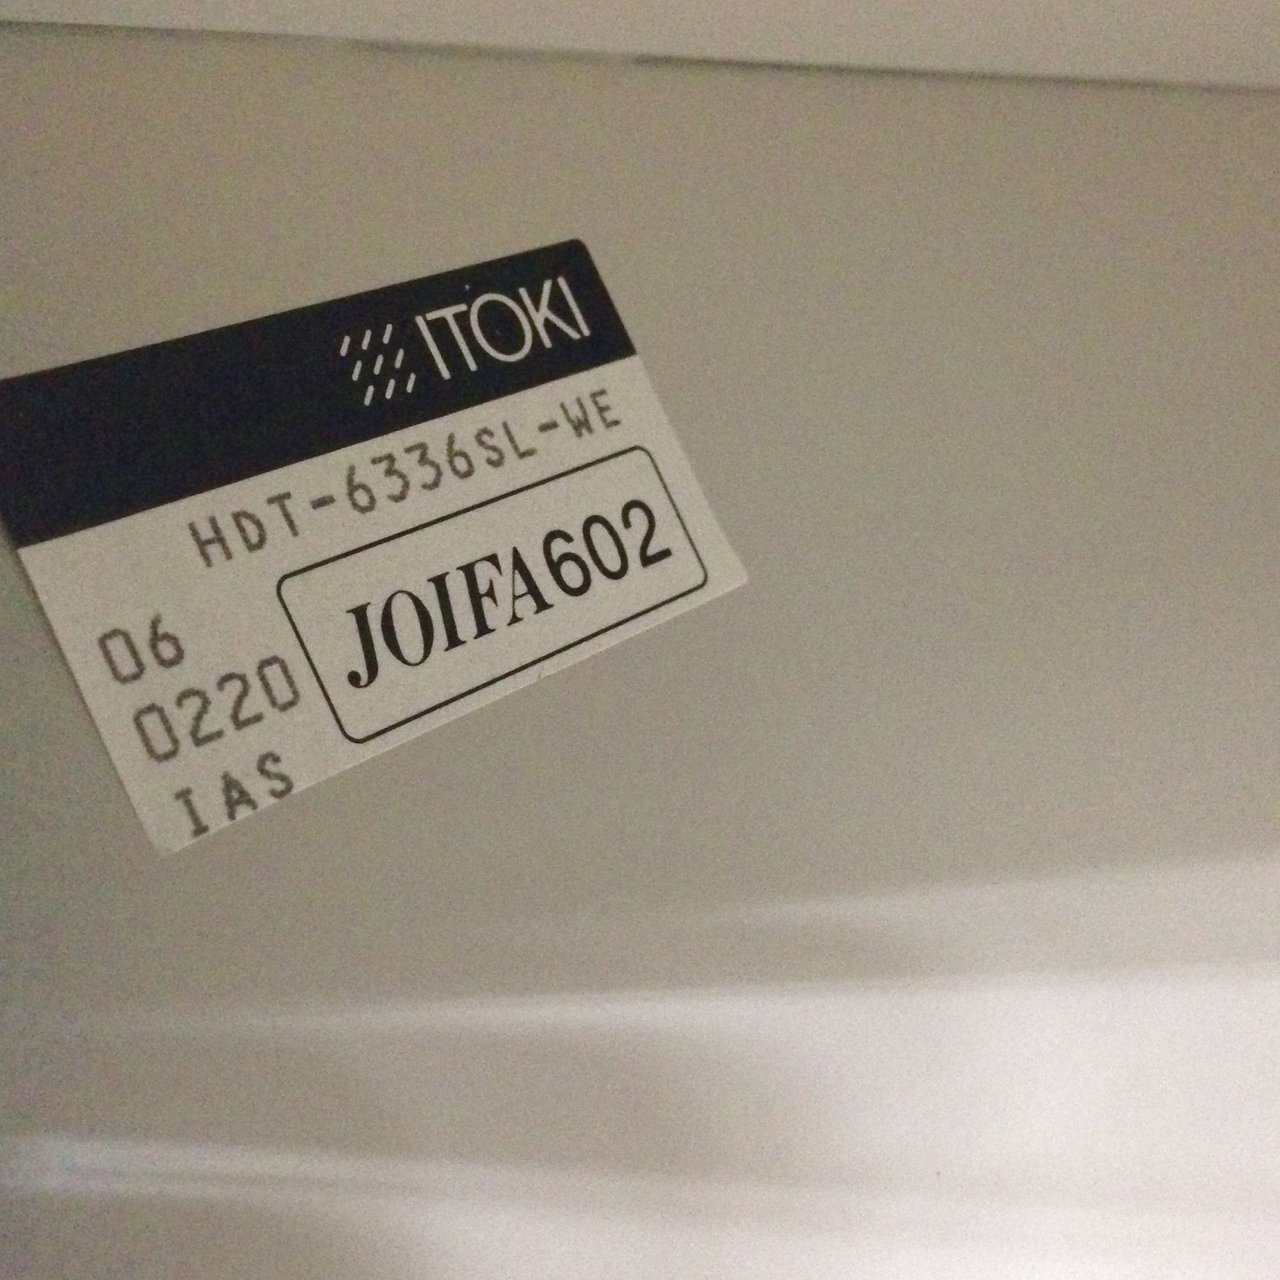 ITOKI
HDT-6336SL-WE
JOIFA602
06
0220
IAS